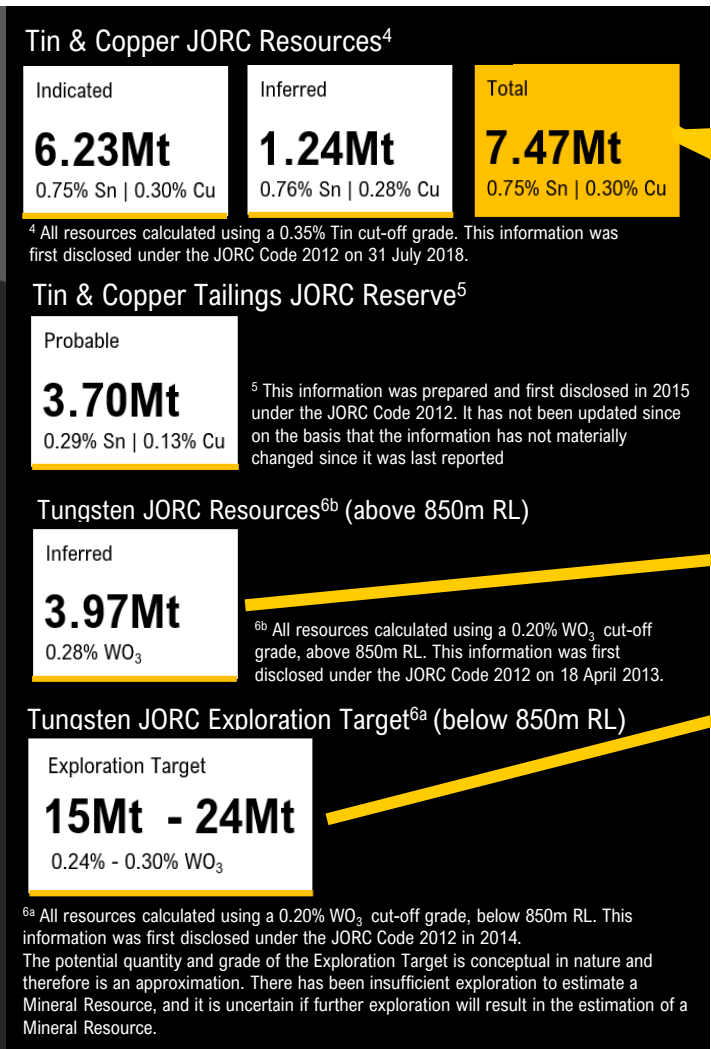 Tin & Copper JORC Resources⁴
Indicated
6.23Mt
0.75% Sn | 0.30% Cu
Inferred
1.24Mt
0.76% Sn | 0.28% Cu
Total
7.47Mt
0.75% Sn | 0.30% Cu
⁴ All resources calculated using a 0.35% Tin cut-off grade. This information was
first disclosed under the JORC Code 2012 on 31 July 2018.
Tin & Copper Tailings JORC Reserve⁵
Probable
3.70Mt
0.29% Sn | 0.13% Cu
⁵ This information was prepared and first disclosed in 2015
under the JORC Code 2012. It has not been updated since
on the basis that the information has not materially
changed since it was last reported
Tungsten JORC Resources⁶ᵇ (above 850m RL)
Inferred
3.97Mt
0.28% WO₃
⁶ᵇ All resources calculated using a 0.20% WO₃ cut-off
grade, above 850m RL. This information was first
disclosed under the JORC Code 2012 on 18 April 2013.
Tungsten JORC Exploration Target⁶ᵃ (below 850m RL)
Exploration Target
15Mt - 24Mt
0.24% - 0.30% WO₃
⁶ᵃ All resources calculated using a 0.20% WO₃ cut-off grade, below 850m RL. This
information was first disclosed under the JORC Code 2012 in 2014.
The potential quantity and grade of the Exploration Target is conceptual in nature and
therefore is an approximation. There has been insufficient exploration to estimate a
Mineral Resource, and it is uncertain if further exploration will result in the estimation of a
Mineral Resource.